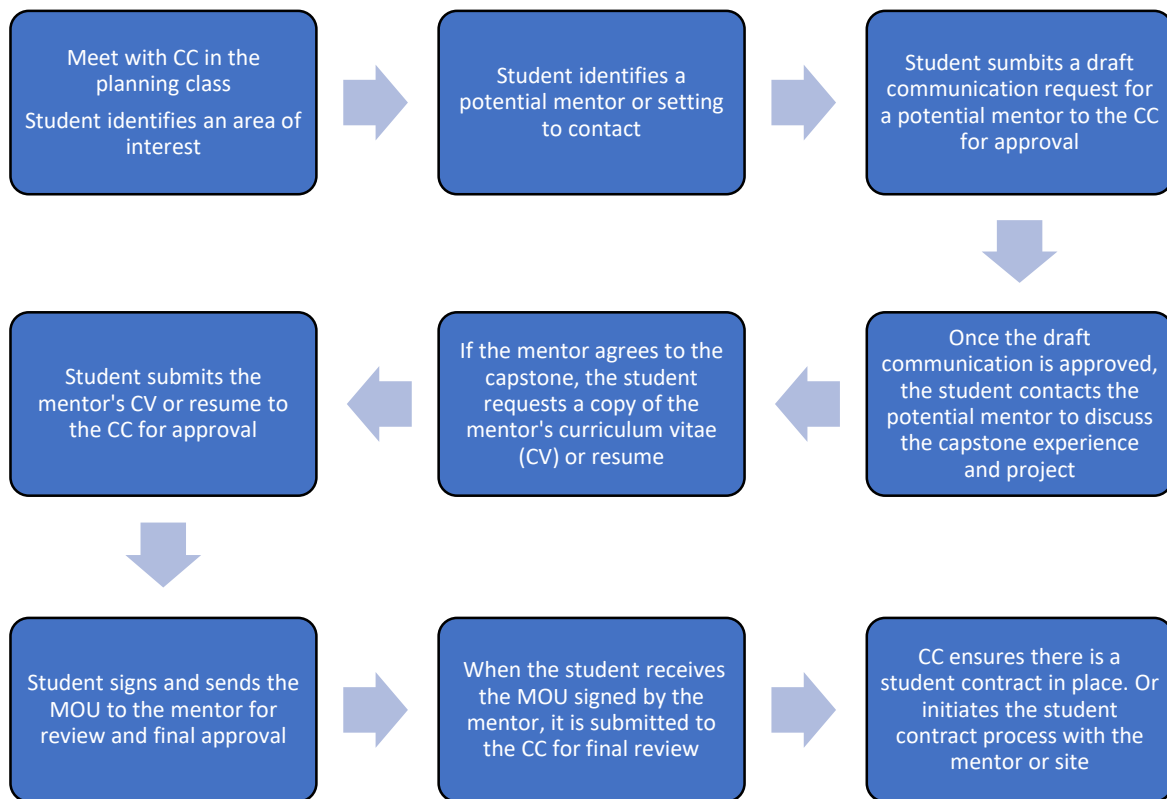 Meet with CC in the
planning class
Student identifies an area of
interest
Student identifies a
potential mentor or setting
to contact
Student sumbits a draft
communication request for
a potential mentor to the CC
for approval
Once the draft
communication is approved,
the student contacts the
potential mentor to discuss
the capstone experience
and project
If the mentor agrees to the
capstone, the student
requests a copy of the
mentor's curriculum vitae
(CV) or resume
Student submits the
mentor's CV or resume to
the CC for approval
Student signs and sends the
MOU to the mentor for
review and final approval
When the student receives
the MOU signed by the
mentor, it is submitted to
the CC for final review
CC ensures there is a
student contract in place. Or
initiates the student
contract process with the
mentor or site